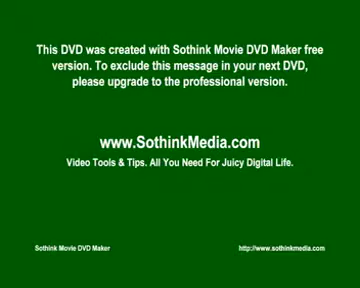 This DVD was created with Sothink Movie DVD Maker free
version. To exclude this message in your next DVD,
please upgrade to the professional version.
www.SothinkMedia.com
Video Tools & Tips. All You Need For Juicy Digital Life.
Sothink Movie DVD Maker
http://www.sothinkmedia.com